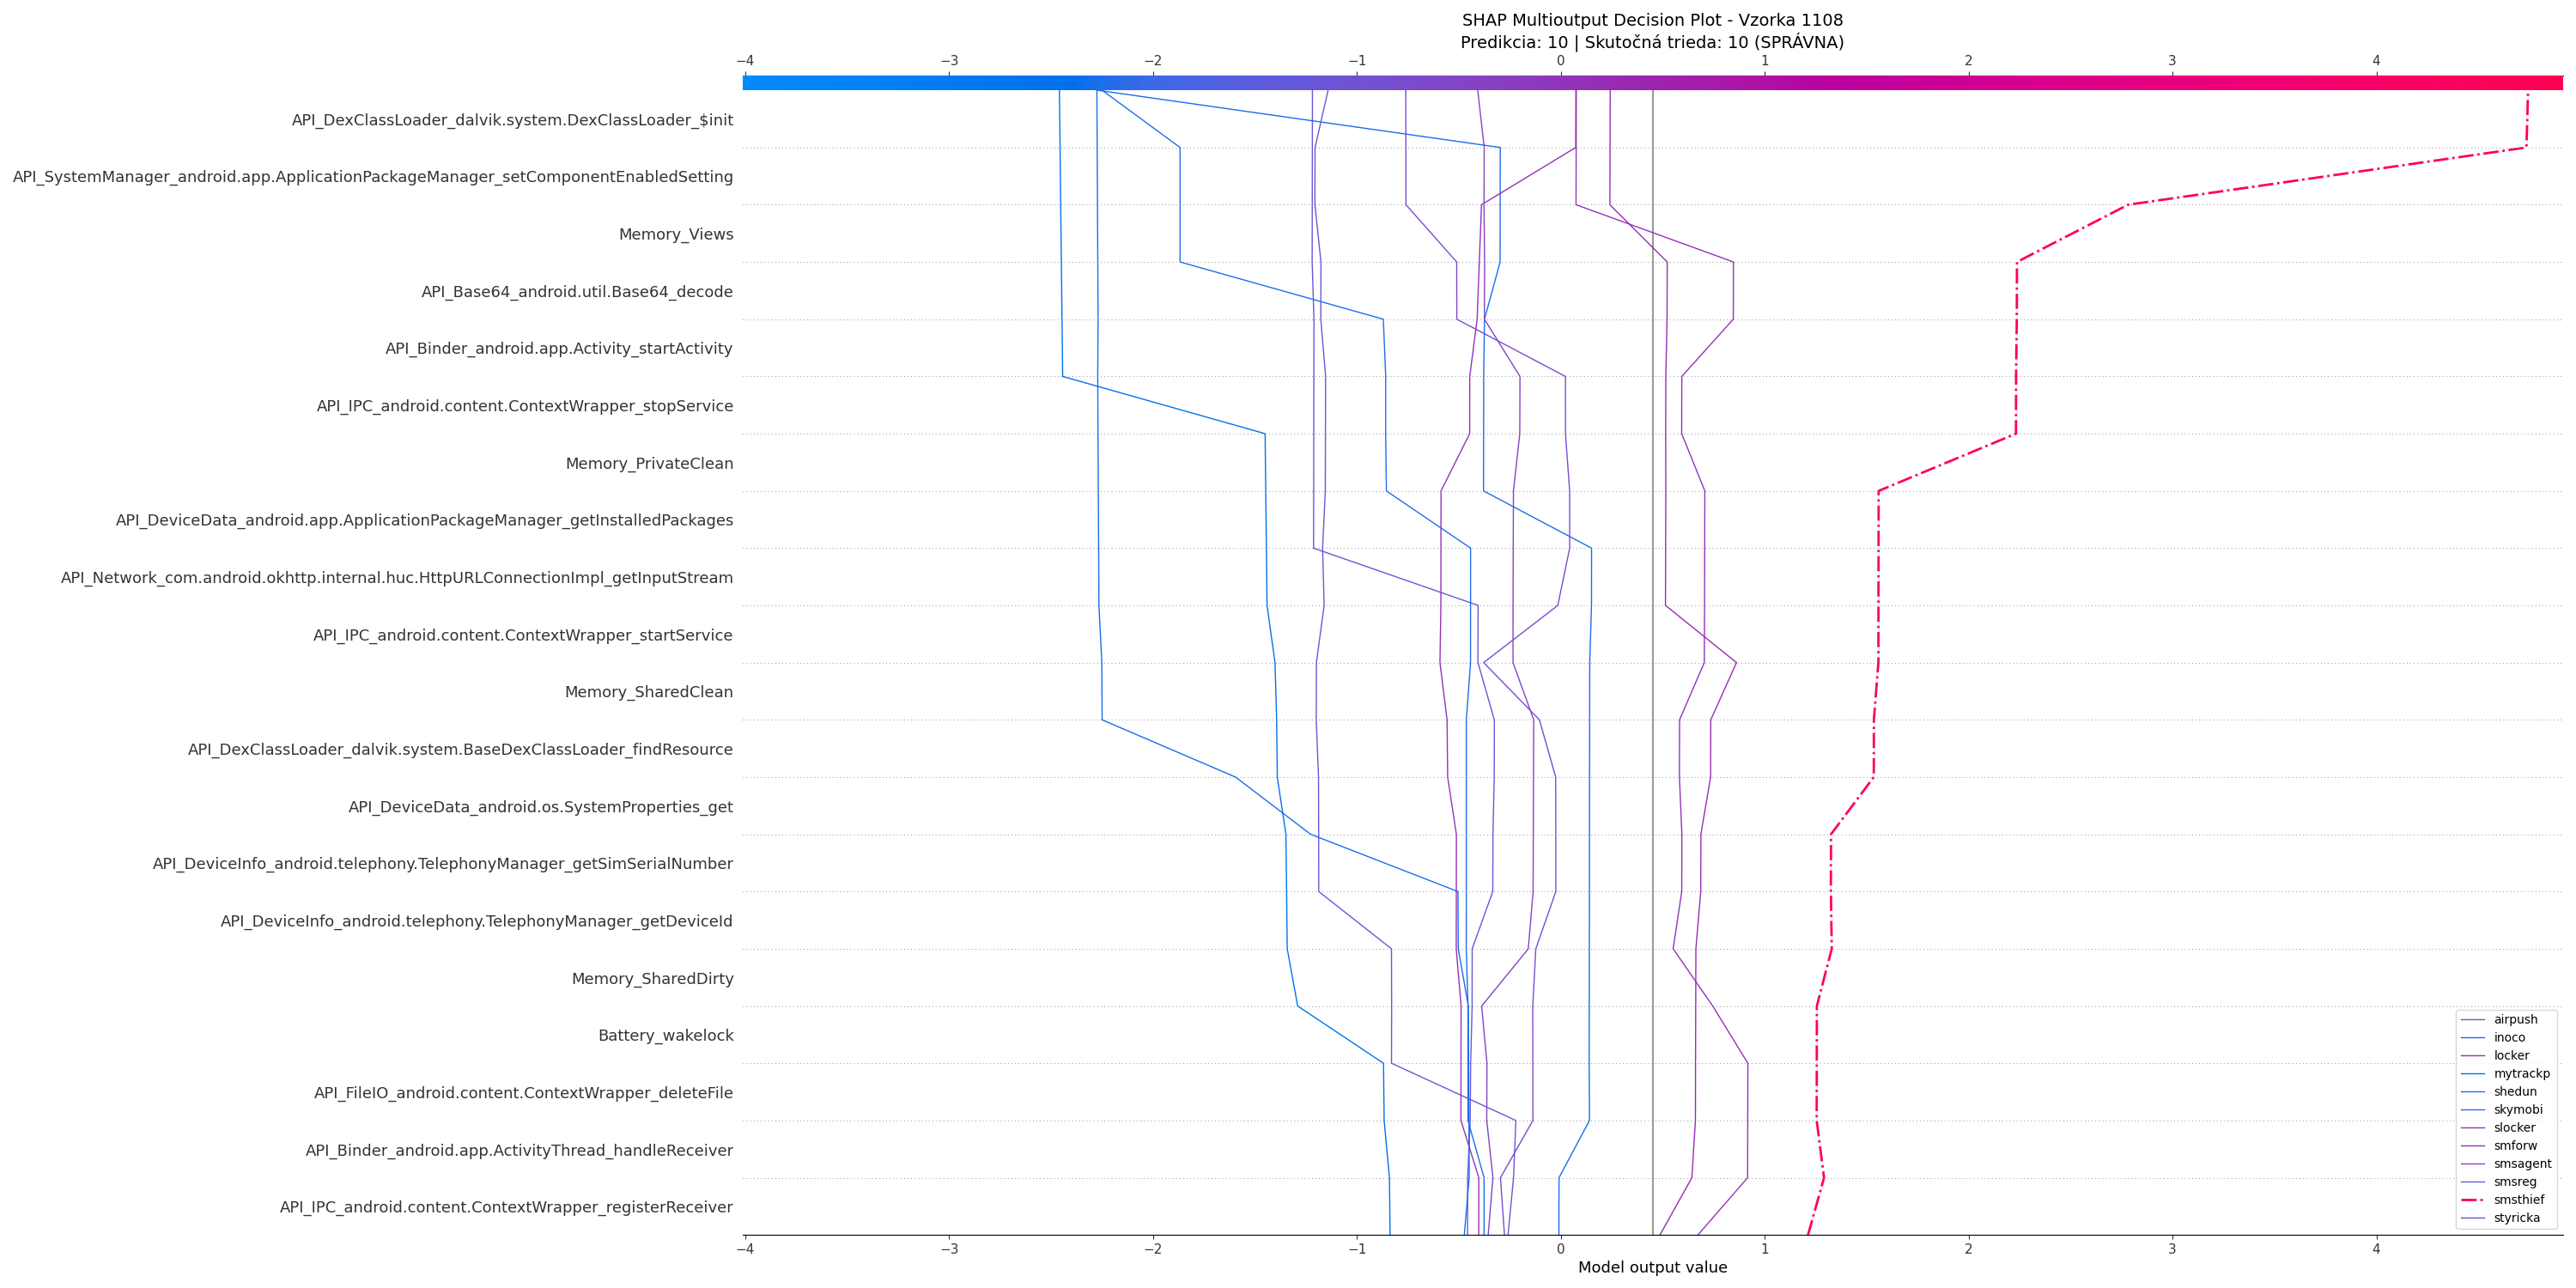 SHAP Multioutput Decision Plot - Vzorka 1108
Predikcia: 10 | Skutočná trieda: 10 (SPRÁVNA)
−4 −3 −2 −1 0 1 2 3 4
API_DexClassLoader_dalvik.system.DexClassLoader_$init
API_SystemManager_android.app.ApplicationPackageManager_setComponentEnabledSetting
Memory_Views
API_Base64_android.util.Base64_decode
API_Binder_android.app.Activity_startActivity
API_IPC_android.content.ContextWrapper_stopService
Memory_PrivateClean
API_DeviceData_android.app.ApplicationPackageManager_getInstalledPackages
API_Network_com.android.okhttp.internal.huc.HttpURLConnectionImpl_getInputStream
API_IPC_android.content.ContextWrapper_startService
Memory_SharedClean
API_DexClassLoader_dalvik.system.BaseDexClassLoader_findResource
API_DeviceData_android.os.SystemProperties_get
API_DeviceInfo_android.telephony.TelephonyManager_getSimSerialNumber
API_DeviceInfo_android.telephony.TelephonyManager_getDeviceId
Memory_SharedDirty
Battery_wakelock
API_FileIO_android.content.ContextWrapper_deleteFile
API_Binder_android.app.ActivityThread_handleReceiver
API_IPC_android.content.ContextWrapper_registerReceiver
airpush
inoco
locker
mytrackp
shedun
skymobi
slocker
smforw
smsagent
smsreg
smsthief
styricka
−4 −3 −2 −1 0 1 2 3 4
Model output value